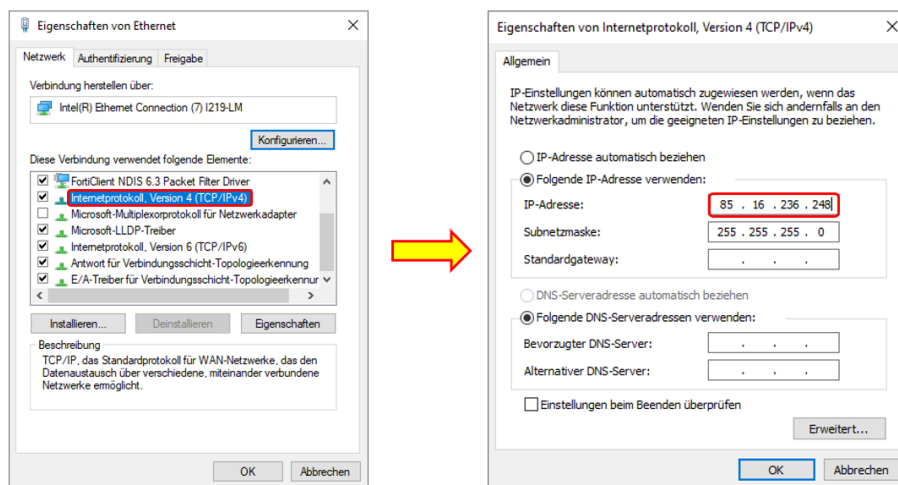 Eigenschaften von Ethernet
Netzwerk Authentifizierung Freigabe
Verbindung herstellen über:
Intel(R) Ethernet Connection (7) I219-LM
Konfigurieren...
Diese Verbindung verwendet folgende Elemente:
FortiClient NDIS 6.3 Packet Filter Driver
Internetprotokoll, Version 4 (TCP/IPv4)
Microsoft-Multiplexorprotokoll für Netzwerkadapter
Microsoft-LLDP-Treiber
Internetprotokoll, Version 6 (TCP/IPv6)
Antwort für Verbindungsschicht-Topologieerkennung
E/A-Treiber für Verbindungsschicht-Topologieerkennur
Installieren... Deinstallieren Eigenschaften
Beschreibung
TCP/IP, das Standardprotokoll für WAN-Netzwerke, das den
Datenaustausch über verschiedene, miteinander verbundene
Netzwerke ermöglicht.
OK Abbrechen
Eigenschaften von Internetprotokoll, Version 4 (TCP/IPv4)
Allgemein
IP-Einstellungen können automatisch zugewiesen werden, wenn das
Netzwerk diese Funktion unterstützt. Wenden Sie sich andernfalls an den
Netzwerkadministrator, um die geeigneten IP-Einstellungen zu beziehen.
IP-Adresse automatisch beziehen
Folgende IP-Adresse verwenden:
IP-Adresse: 85 . 16 . 236 . 248
Subnetzmaske: 255 . 255 . 255 . 0
Standardgateway: . . .
DNS-Serveradresse automatisch beziehen
Folgende DNS-Serveradressen verwenden:
Bevorzugter DNS-Server: . . .
Alternativer DNS-Server: . . .
Einstellungen beim Beenden überprüfen
Erweitert...
OK Abbrechen